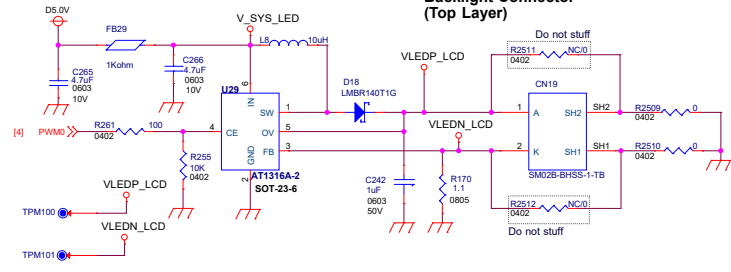 Backlight Connector
(Top Layer)
D5.0V
FB29
1Kohm
V_SYS_LED
L8
10uH
C265
4.7uF
0603
10V
C266
4.7uF
0603
10V
U29
6
IN
SW
1
CE
4
OV
5
FB
3
GND
2
AT1316A-2
SOT-23-6
[4]
PWM0
R261
100
0402
R255
10K
0402
D18
LMBR140T1G
VLEDP_LCD
VLEDN_LCD
C242
1uF
0603
50V
R170
1.1
0805
Do not stuff
R2511
NC/0
0402
CN19
1
A
SH2
SH2
2
K
SH1
SH1
SM02B-BHSS-1-TB
R2509
0
0402
R2510
0
0402
R2512
NC/0
0402
Do not stuff
VLEDP_LCD
TPM100
VLEDN_LCD
TPM101